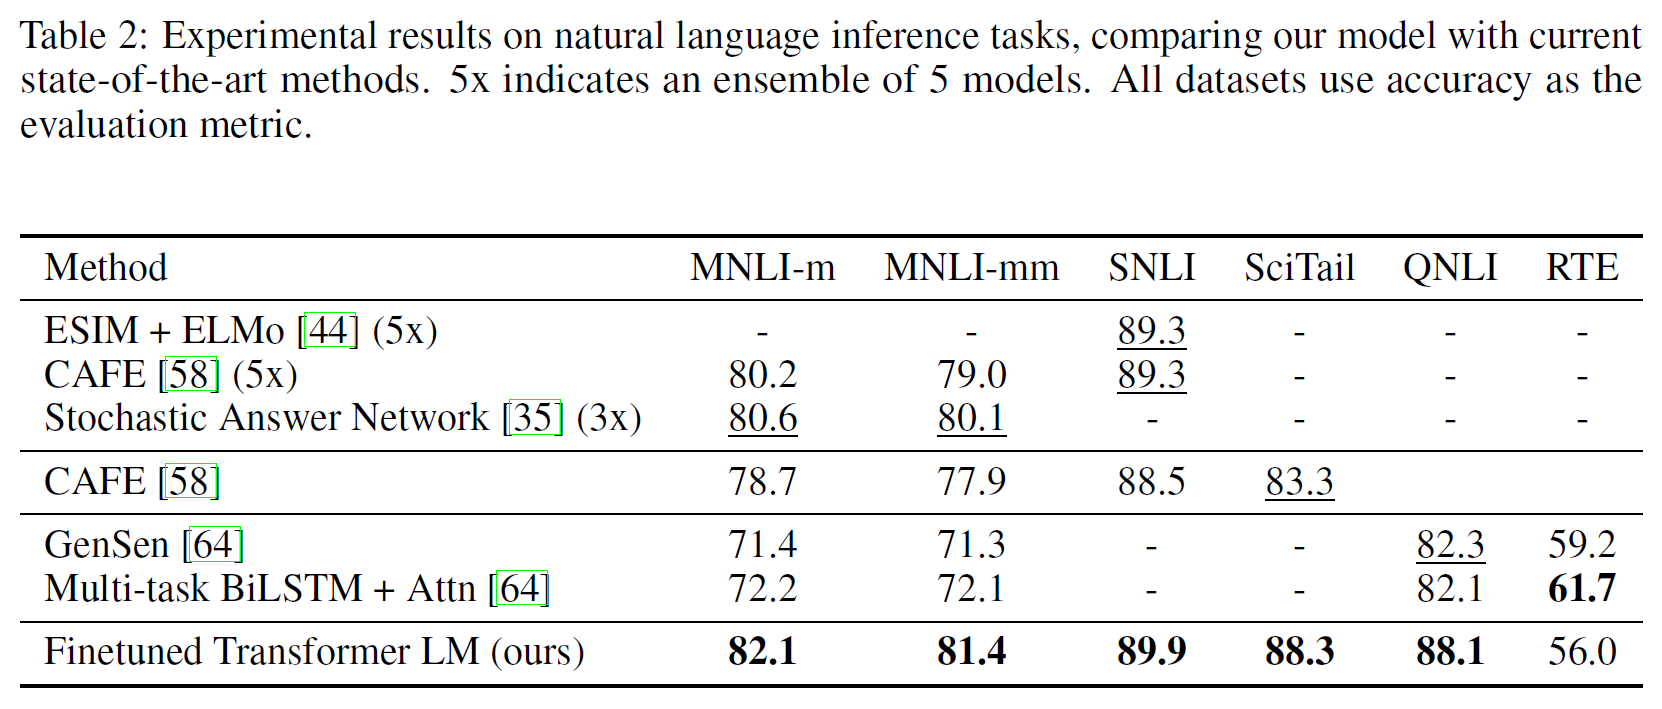 Table 2: Experimental results on natural language inference tasks, comparing our model with current
state-of-the-art methods. 5x indicates an ensemble of 5 models. All datasets use accuracy as the
evaluation metric.
Method MNLI-m MNLI-mm SNLI SciTail QNLI RTE
ESIM + ELMo [44] (5x) - - 89.3 - - -
CAFE [58] (5x) 80.2 79.0 89.3 - - -
Stochastic Answer Network [35] (3x) 80.6 80.1 - - - -
CAFE [58] 78.7 77.9 88.5 83.3
GenSen [64] 71.4 71.3 - - 82.3 59.2
Multi-task BiLSTM + Attn [64] 72.2 72.1 - - 82.1 61.7
Finetuned Transformer LM (ours) 82.1 81.4 89.9 88.3 88.1 56.0